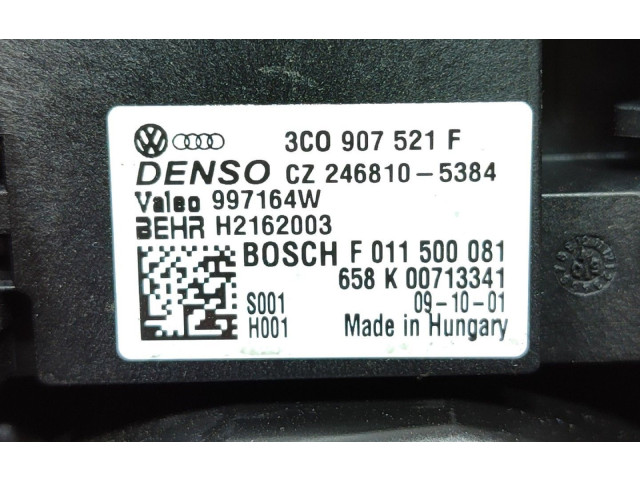 3C0 907 521 F
DENSO CZ 246810-5384
Valeo 997164W
BEHR H2162003
BOSCH F 011 500 081
658 K 00713341
S001 09-10-01
H001 Made in Hungary